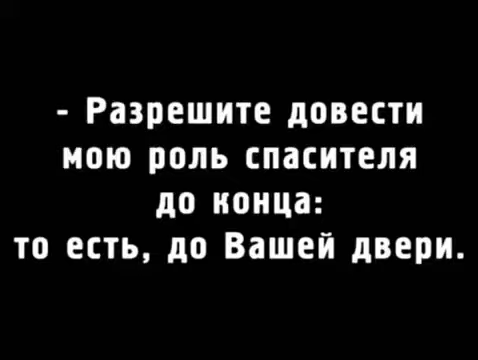 - Разрешите довести
мою роль спасителя
до конца:
то есть, до Вашей двери.